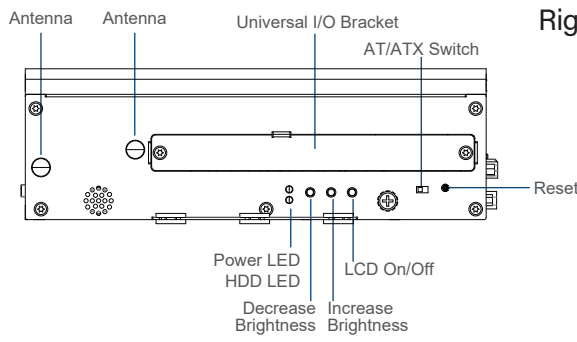 Antenna
Antenna
Universal I/O Bracket
Rig
AT/ATX Switch
Reset
Power LED
HDD LED
LCD On/Off
Decrease
Brightness
Increase
Brightness